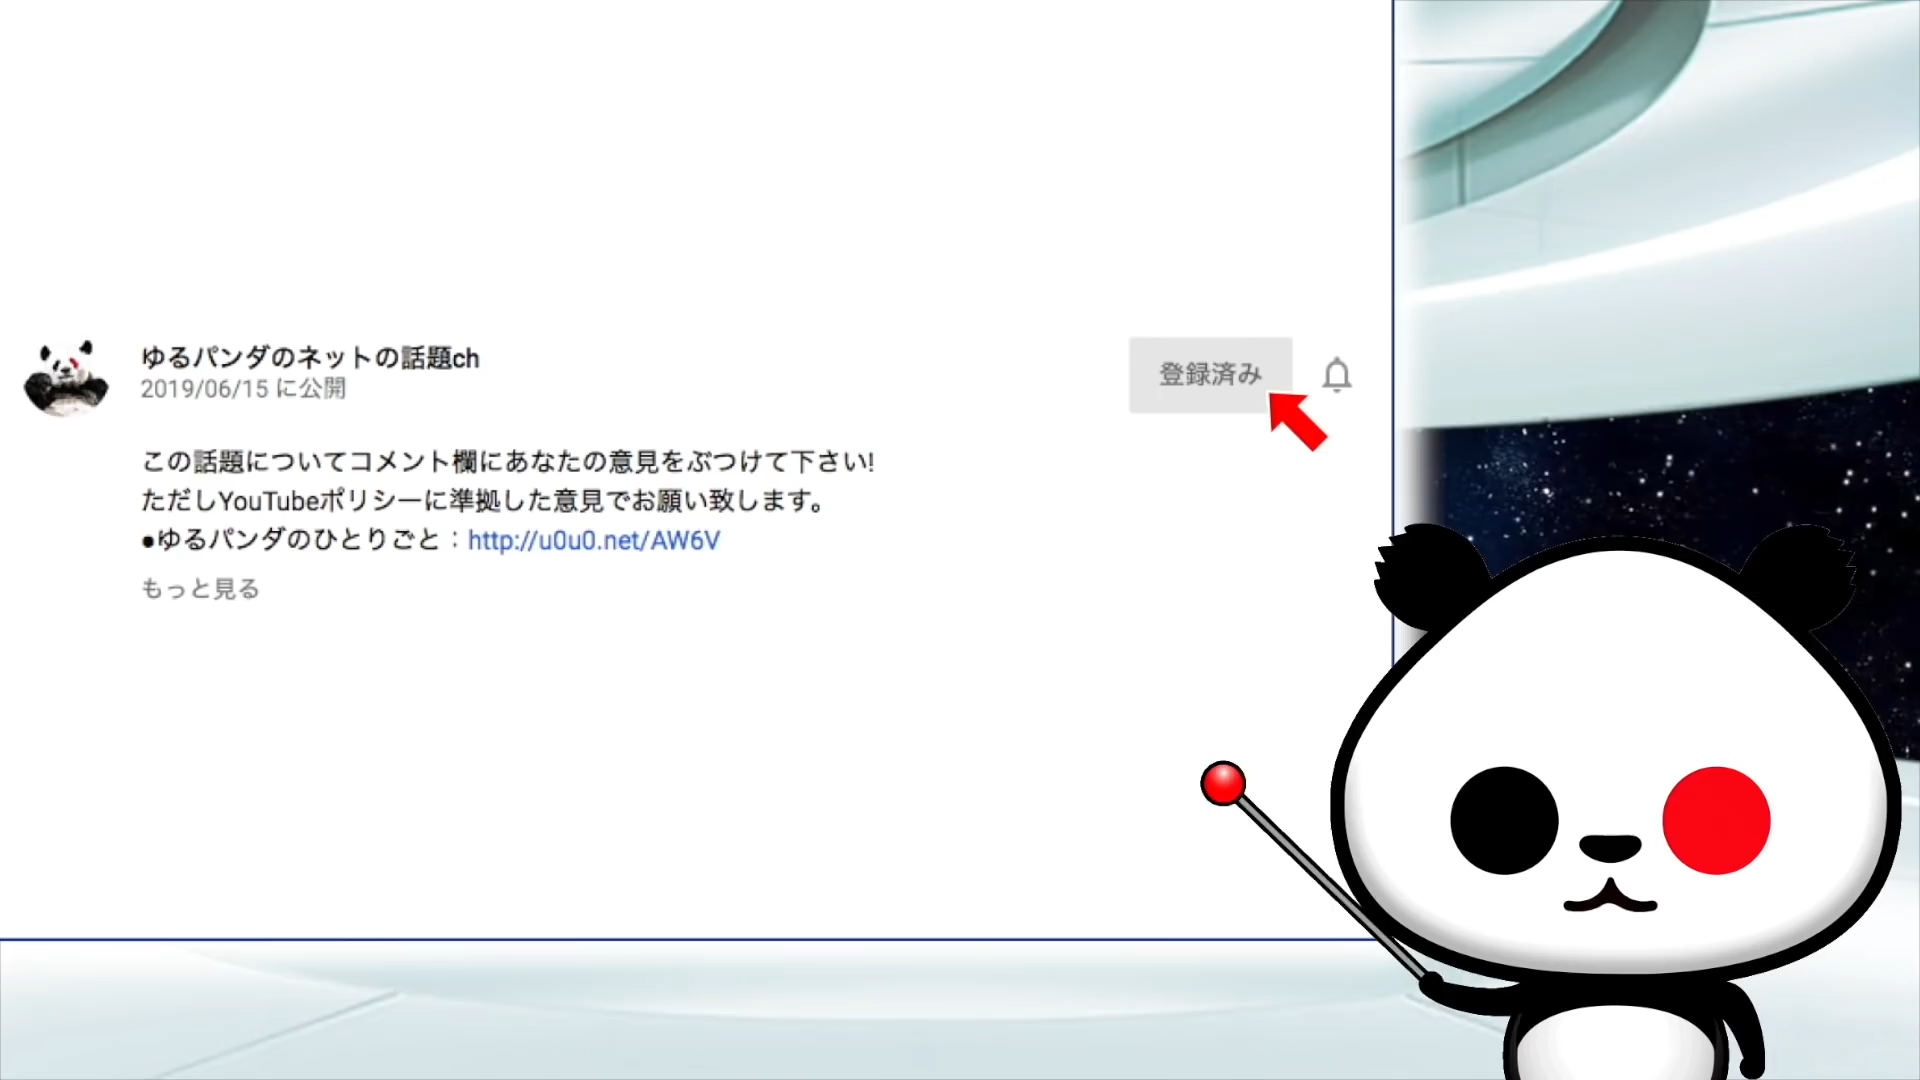 ゆるパンダのネットの話題ch
2019/06/15 に公開
登録済み
この話題についてコメント欄にあなたの意見をぶつけて下さい!
ただしYouTubeポリシーに準拠した意見でお願い致します。
●ゆるパンダのひとりごと：http://u0u0.net/AW6V
もっと見る